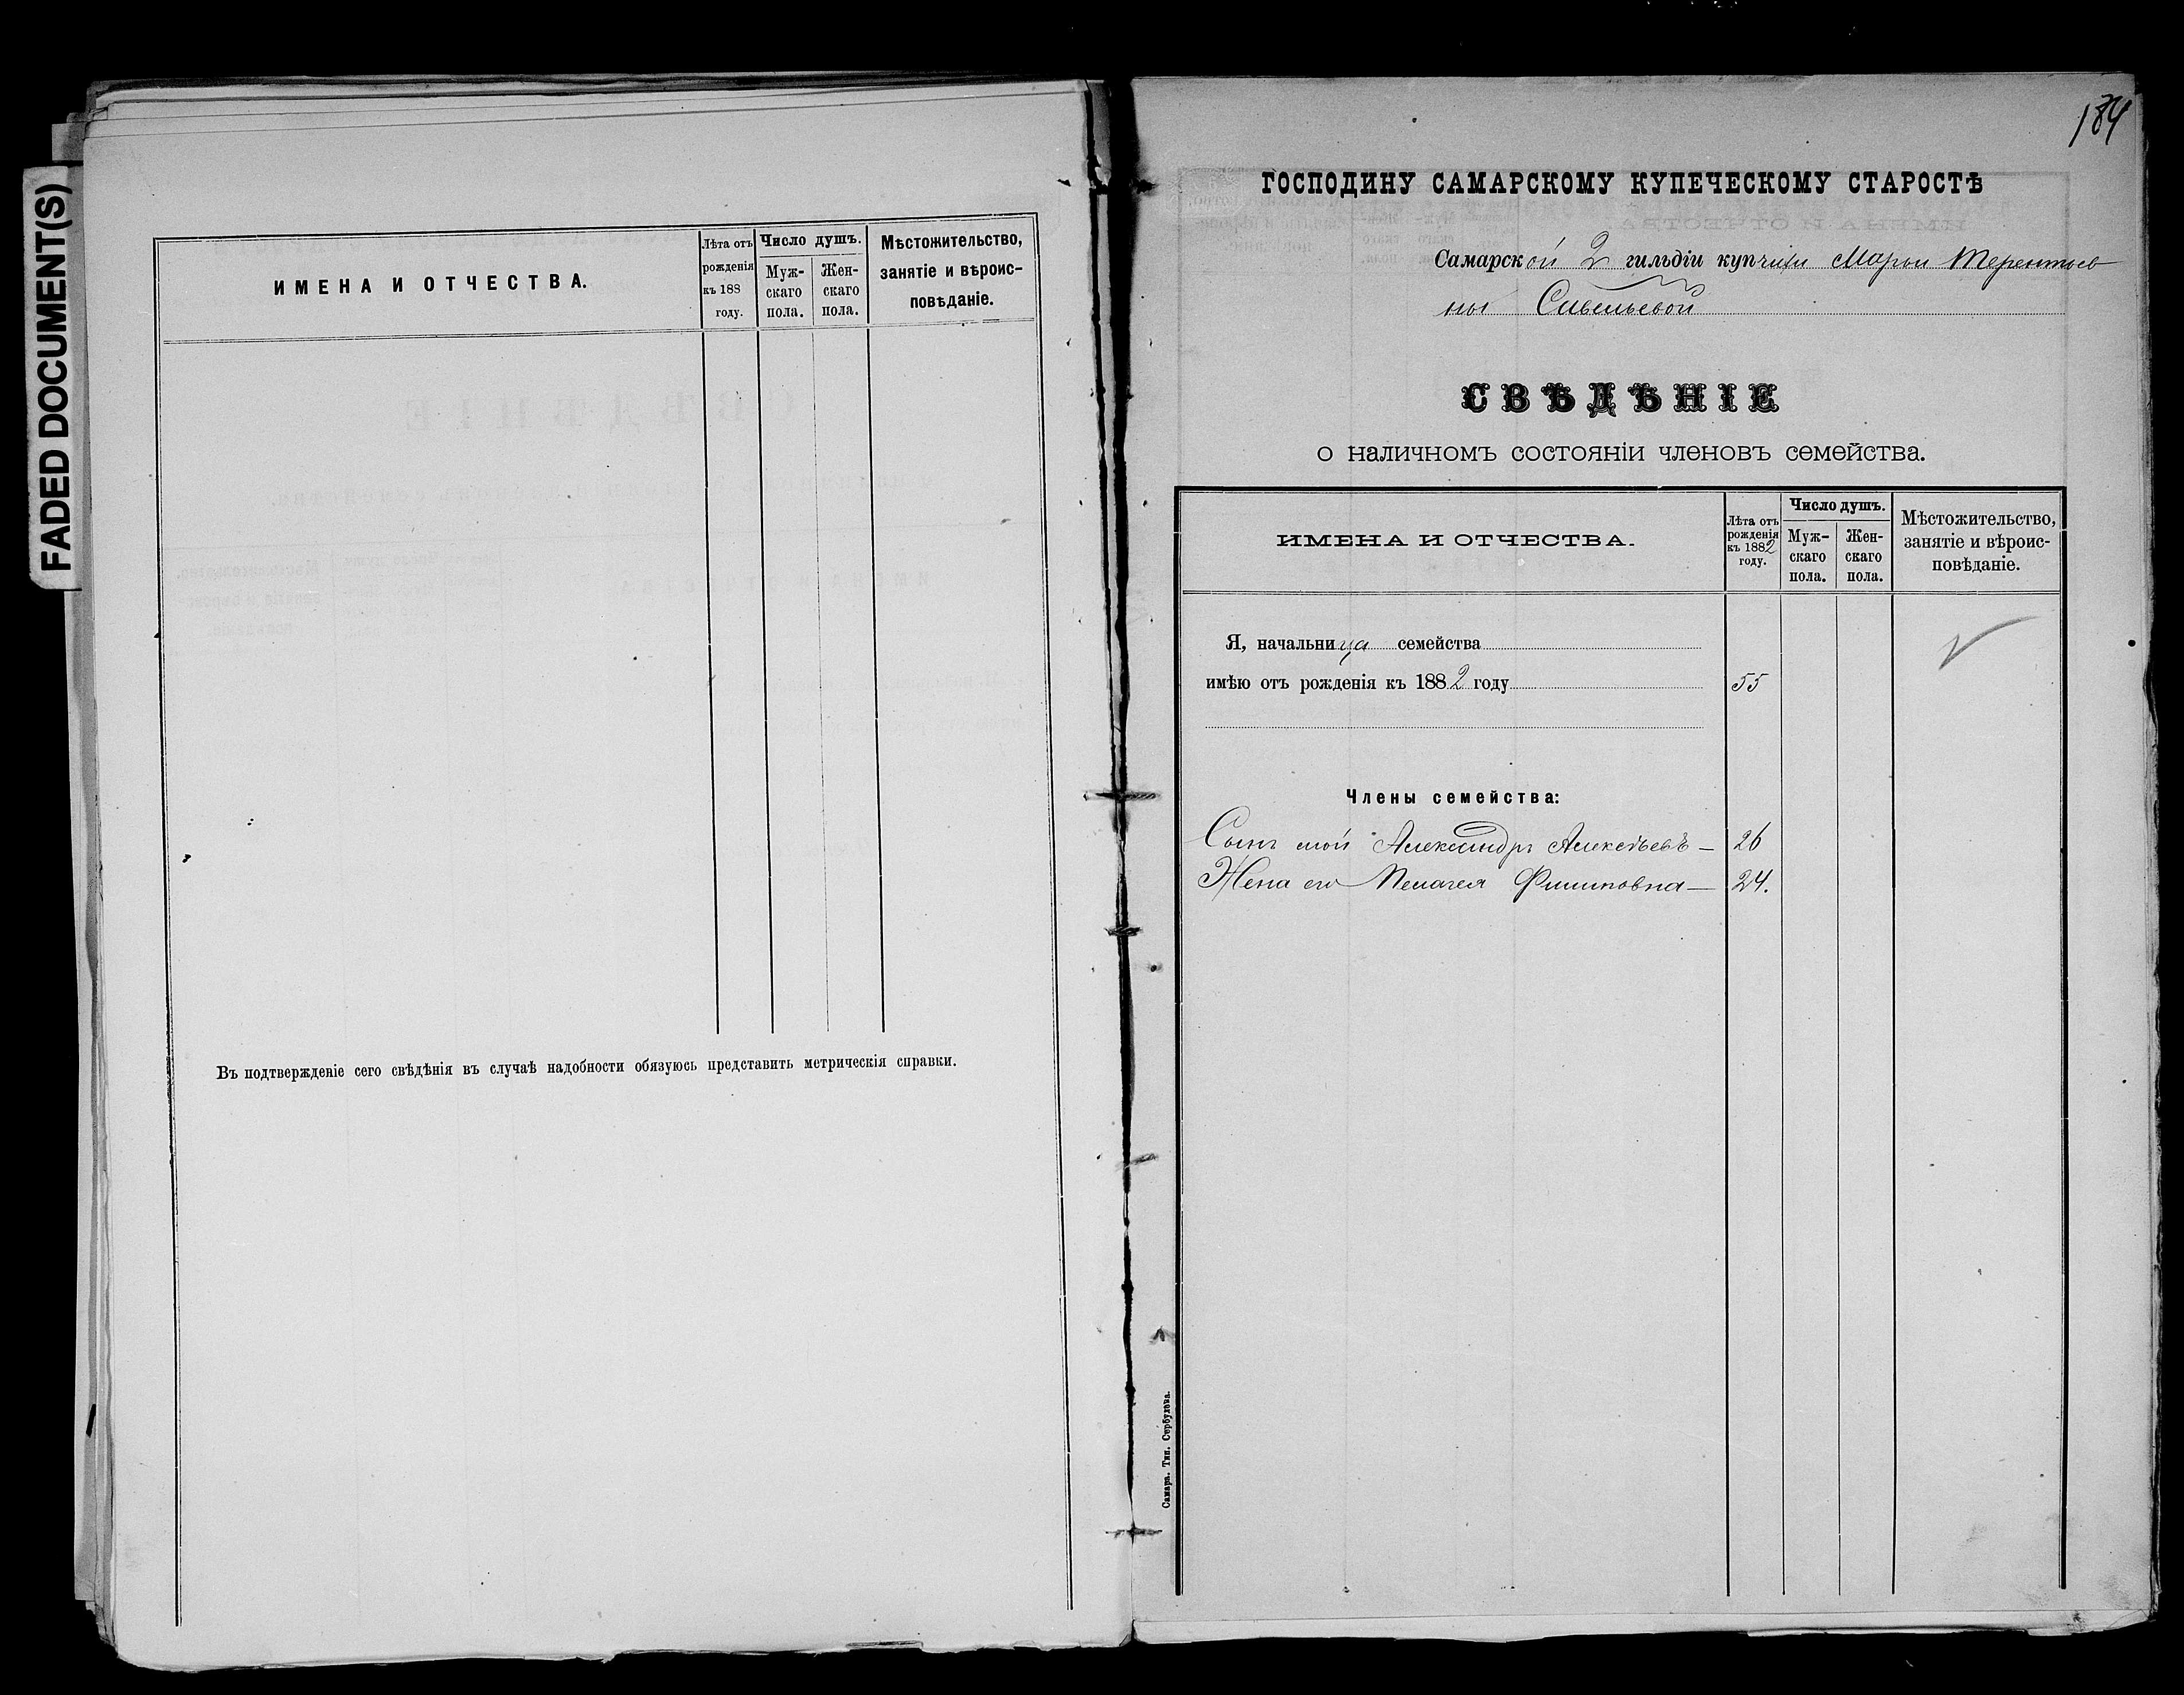 FADED DOCUMENT(S)
ИМЕНА И ОТЧЕСТВА.
Лѣта отъ рожденія къ 188 году.
Число душъ.
Муж-скаго пола.
Жен-скаго пола.
Мѣстожительство, занятіе и вѣроис-повѣданіе.
Въ подтвержденіе сего свѣдѣнія въ случаѣ надобности обязуюсь представить метрическія справки.
184
ГОСПОДИНУ САМАРСКОМУ КУПЕЧЕСКОМУ СТАРОСТѢ
Самарской 2 гильдіи купчихи Марьи Терентьев
ны Савельевой
СВѢДѢНІЕ
о наличномъ состояніи членовъ семейства.
ИМЕНА И ОТЧЕСТВА.
Лѣта отъ рожденія къ 1882 году.
Число душъ.
Муж-скаго пола.
Жен-скаго пола.
Мѣстожительство, занятіе и вѣроис-повѣданіе.
Я, начальница семейства
имѣю отъ рожденія къ 1882 году 55
Члены семейства:
Сынъ мой Александръ Алексѣевъ — 26
Жена его Пелагея Филиповна — 24.
Самара. Тип. Сербулева.